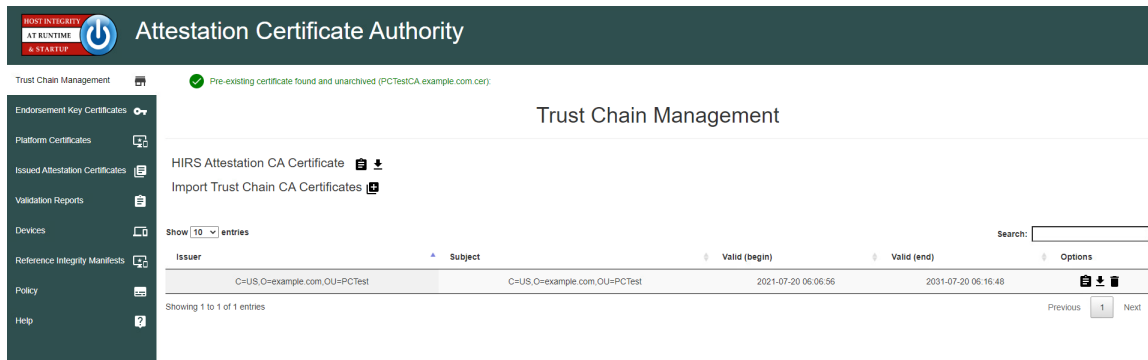 HOST INTEGRITY
AT RUNTIME
& STARTUP
Attestation Certificate Authority
Trust Chain Management
Endorsement Key Certificates
Platform Certificates
Issued Attestation Certificates
Validation Reports
Devices
Reference Integrity Manifests
Policy
Help
Pre-existing certificate found and unarchived (PCTestCA.example.com.cer):
Trust Chain Management
HIRS Attestation CA Certificate
Import Trust Chain CA Certificates
Show 10 entries
Search:
Issuer Subject Valid (begin) Valid (end) Options
C=US,O=example.com,OU=PCTest C=US,O=example.com,OU=PCTest 2021-07-20 06:06:56 2031-07-20 06:16:48
Showing 1 to 1 of 1 entries
Previous 1 Next